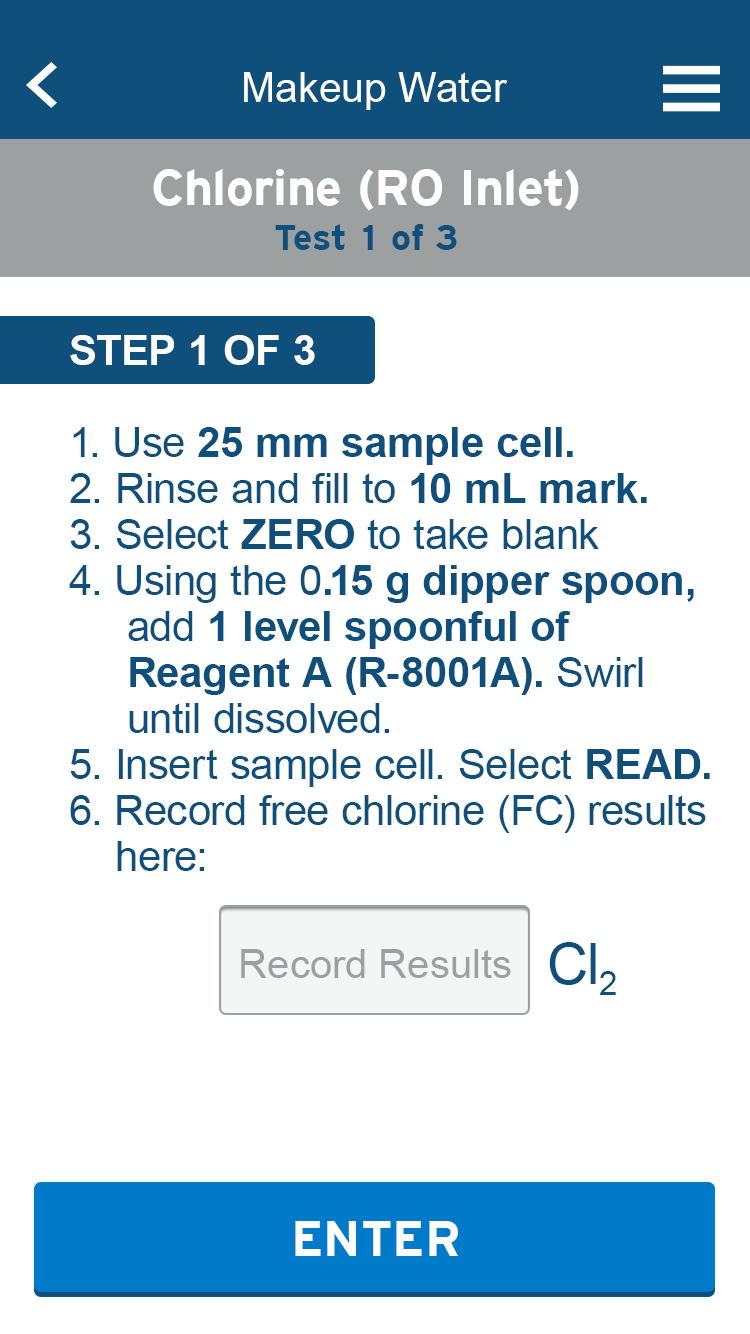 Makeup Water
Chlorine (RO Inlet)
Test 1 of 3
STEP 1 OF 3
1. Use 25 mm sample cell.
2. Rinse and fill to 10 mL mark.
3. Select ZERO to take blank
4. Using the 0.15 g dipper spoon,
add 1 level spoonful of
Reagent A (R-8001A). Swirl
until dissolved.
5. Insert sample cell. Select READ.
6. Record free chlorine (FC) results
here:
Record Results Cl₂
ENTER